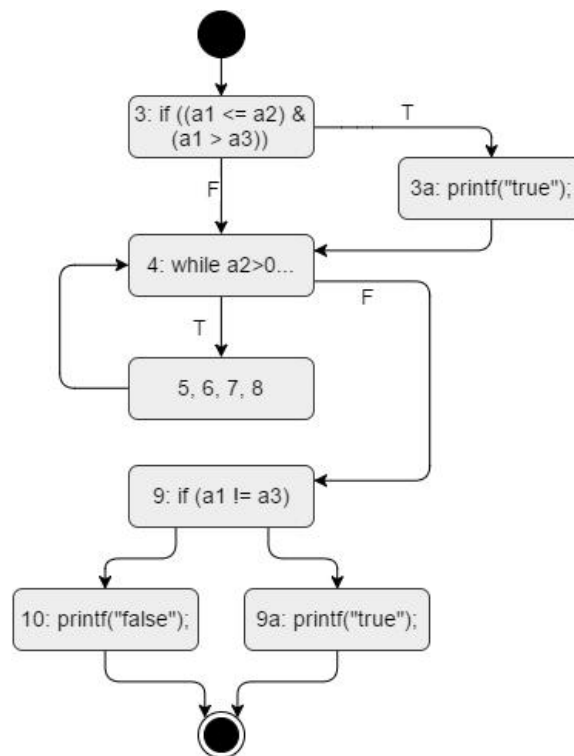 3: if ((a1 <= a2) &
(a1 > a3))
T
3a: printf("true");
F
4: while a2>0...
F
T
5, 6, 7, 8
9: if (a1 != a3)
10: printf("false");
9a: printf("true");